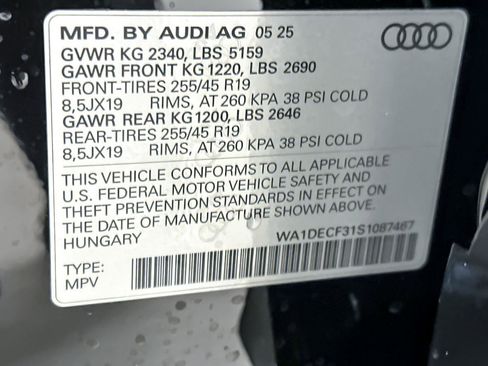 MFD. BY AUDI AG 05 25
GVWR KG 2340, LBS 5159
GAWR FRONT KG 1220, LBS 2690
FRONT-TIRES 255/45 R19
8,5JX19 RIMS, AT 260 KPA 38 PSI COLD
GAWR REAR KG 1200, LBS 2646
REAR-TIRES 255/45 R19
8,5JX19 RIMS, AT 260 KPA 38 PSI COLD
THIS VEHICLE CONFORMS TO ALL APPLICABLE
U.S. FEDERAL MOTOR VEHICLE SAFETY AND
THEFT PREVENTION STANDARDS IN EFFECT ON
THE DATE OF MANUFACTURE SHOWN ABOVE.
HUNGARY WA1DECF31S1087467
TYPE:
MPV